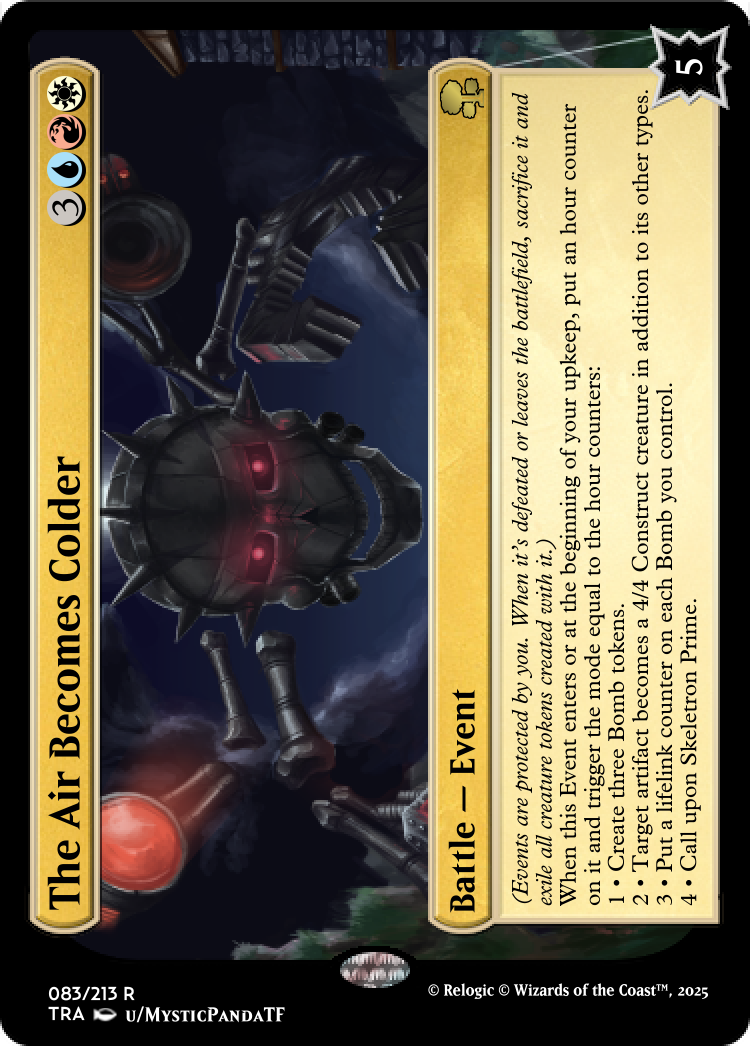 The Air Becomes Colder 3
Battle — Event
5
(Events are protected by you. When it's defeated or leaves the battlefield, sacrifice it and
exile all creature tokens created with it.)
When this Event enters or at the beginning of your upkeep, put an hour counter
on it and trigger the mode equal to the hour counters:
1 • Create three Bomb tokens.
2 • Target artifact becomes a 4/4 Construct creature in addition to its other types.
3 • Put a lifelink counter on each Bomb you control.
4 • Call upon Skeletron Prime.
083/213 R
TRA u/MysticPandaTF
© Relogic © Wizards of the Coast™, 2025